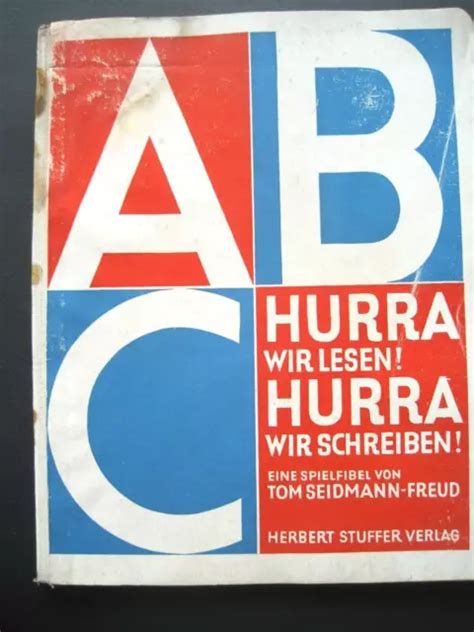 A B
C
HURRA
WIR LESEN!
HURRA
WIR SCHREIBEN!
EINE SPIELFIBEL VON
TOM SEIDMANN-FREUD
HERBERT STUFFER VERLAG